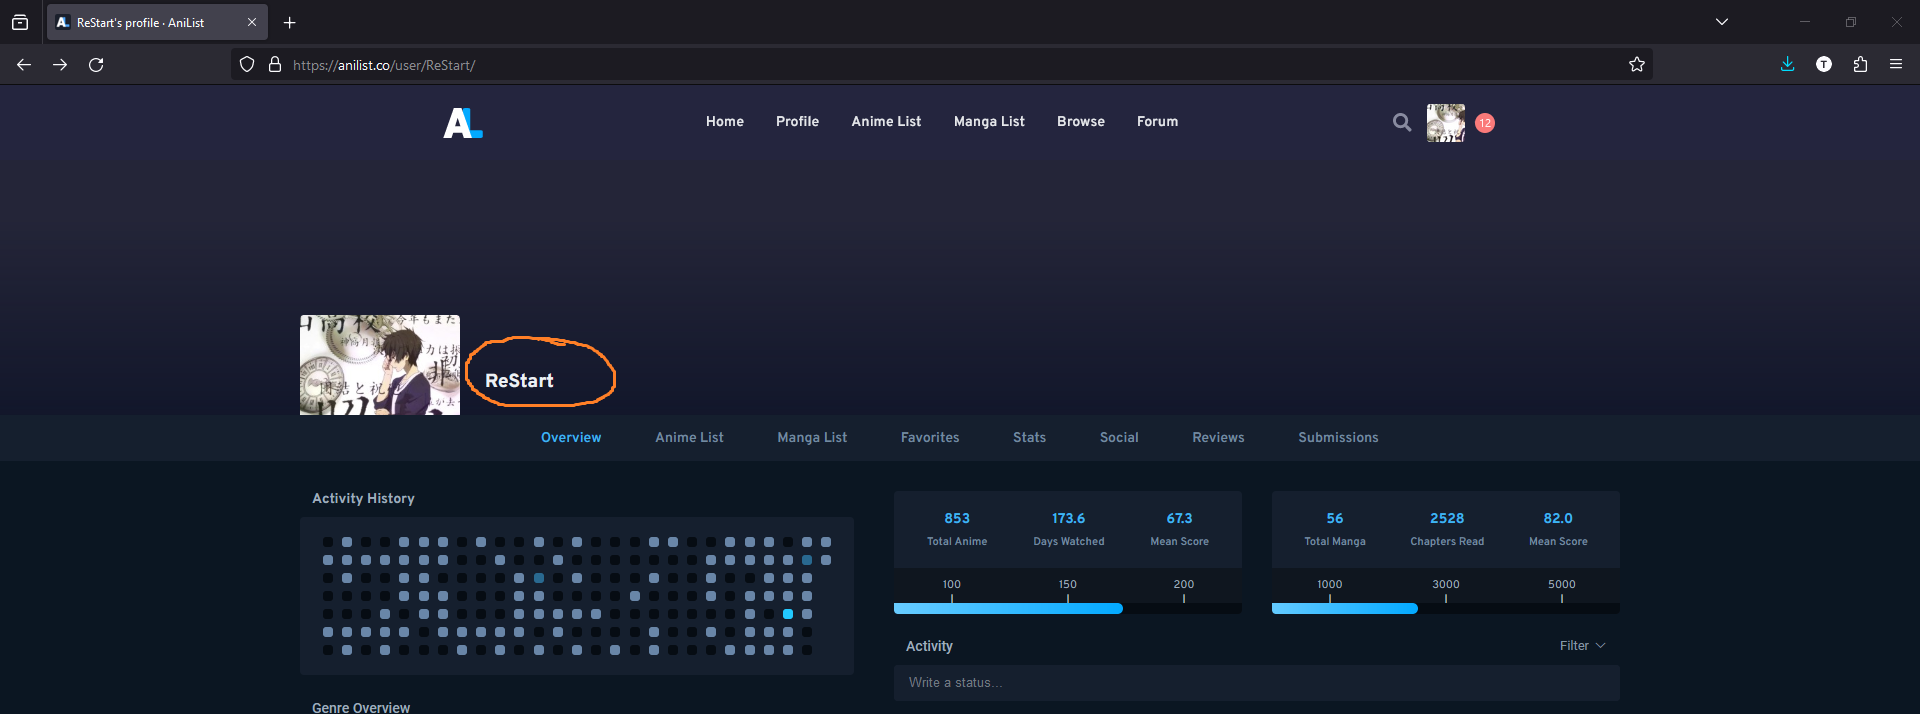 ReStart's profile · AniList
https://anilist.co/user/ReStart/
T
AL
Home Profile Anime List Manga List Browse Forum
12
ReStart
Overview Anime List Manga List Favorites Stats Social Reviews Submissions
Activity History
853 173.6 67.3
Total Anime Days Watched Mean Score
100 150 200
56 2528 82.0
Total Manga Chapters Read Mean Score
1000 3000 5000
Activity Filter
Write a status...
Genre Overview